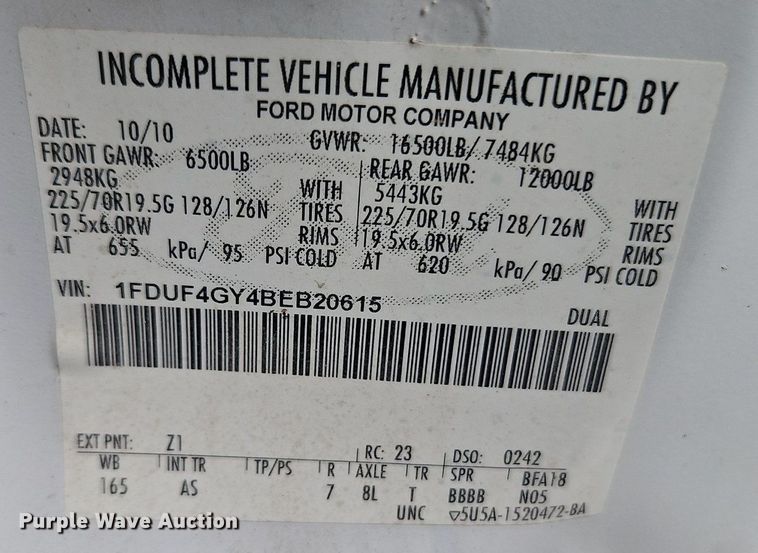 INCOMPLETE VEHICLE MANUFACTURED BY
FORD MOTOR COMPANY
DATE: 10/10 GVWR: 16500LB/ 7484KG
FRONT GAWR: 6500LB REAR GAWR: 12000LB
2948KG WITH 5443KG WITH
225/70R19.5G 128/126N TIRES 225/70R19.5G 128/126N TIRES
19.5x6.0RW RIMS 19.5x6.0RW RIMS
AT 655 kPa/ 95 PSI COLD AT 620 kPa/ 90 PSI COLD
VIN: 1FDUF4GY4BEB20615
DUAL
EXT PNT: Z1 RC: 23 DSO: 0242
WB INT TR TP/PS R AXLE TR SPR BFA18
165 AS 7 8L T BBBB N05
UNC ▽5U5A-1520472-BA
Purple Wave Auction